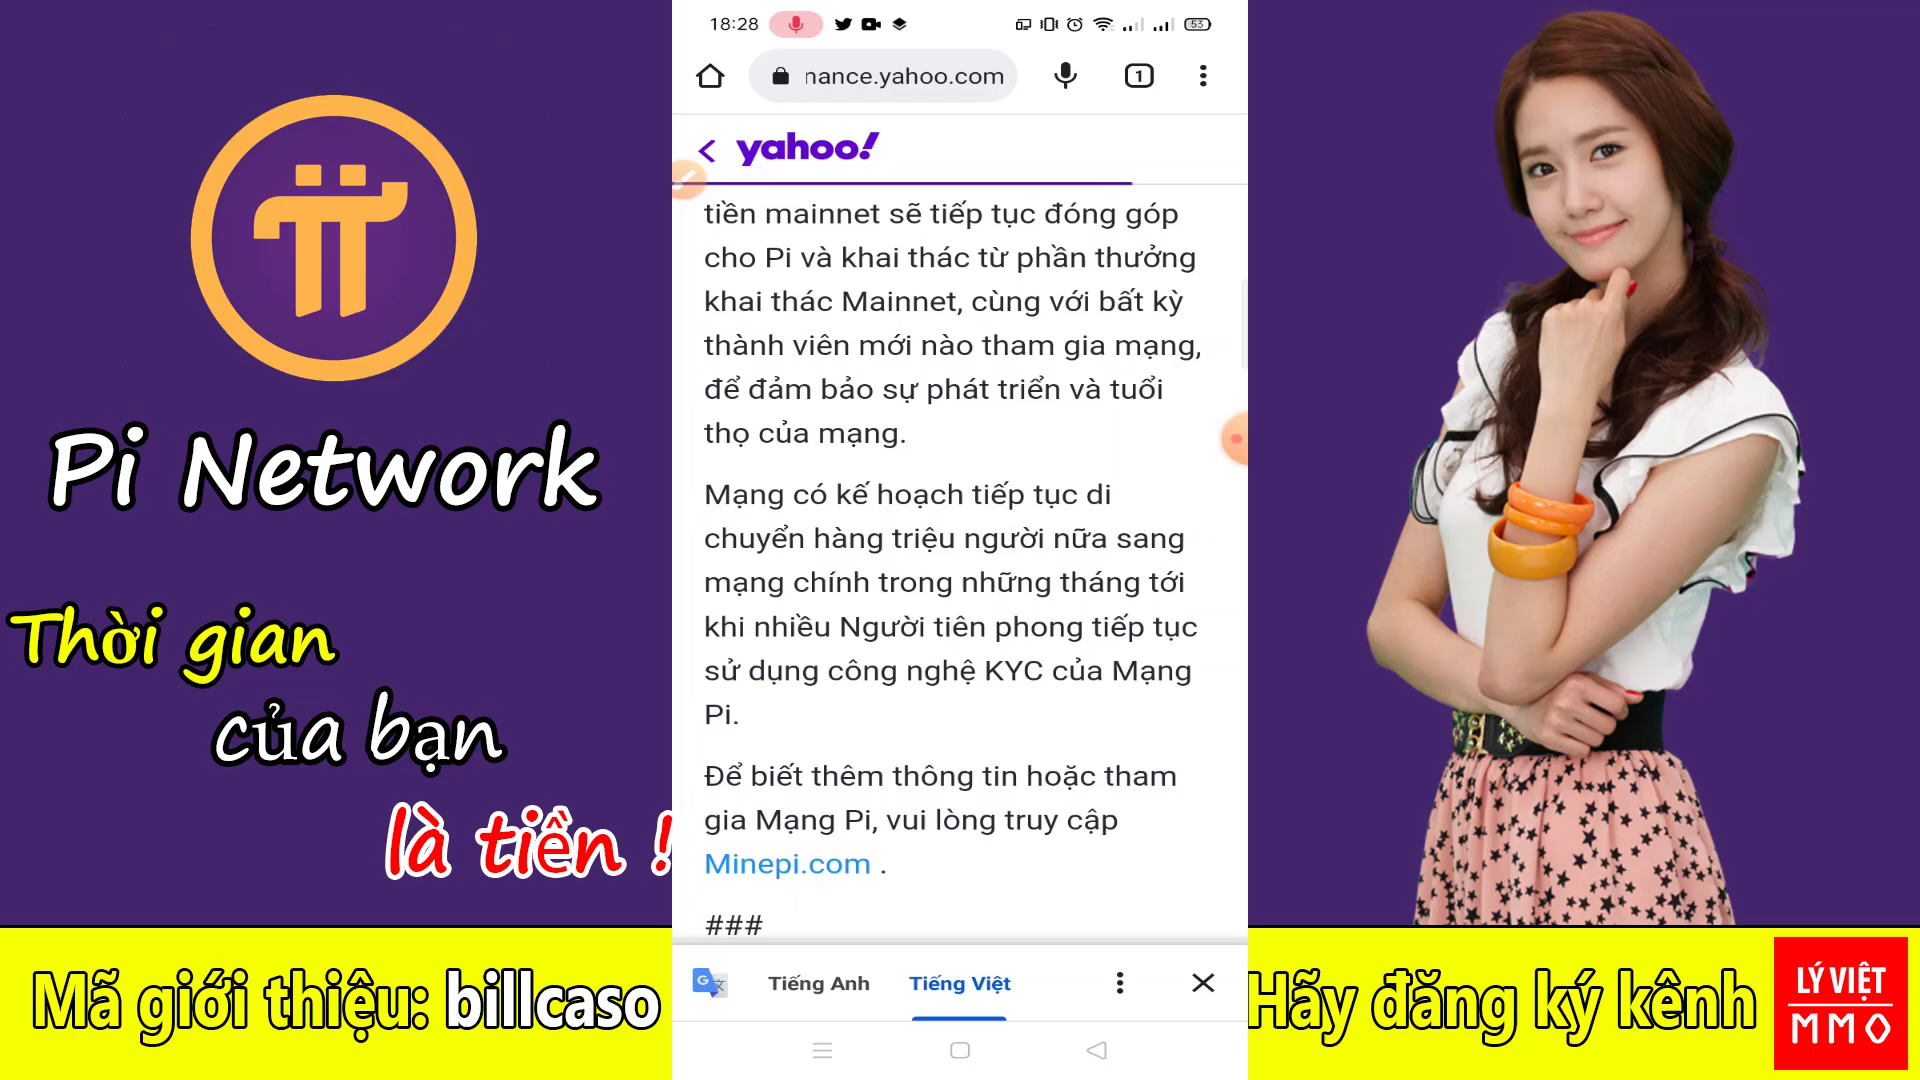 Pi Network
Thời gian
của bạn
là tiền !
Mã giới thiệu: billcaso
18:28
53
nance.yahoo.com
1
yahoo!
tiền mainnet sẽ tiếp tục đóng góp
cho Pi và khai thác từ phần thưởng
khai thác Mainnet, cùng với bất kỳ
thành viên mới nào tham gia mạng,
để đảm bảo sự phát triển và tuổi
thọ của mạng.
Mạng có kế hoạch tiếp tục di
chuyển hàng triệu người nữa sang
mạng chính trong những tháng tới
khi nhiều Người tiên phong tiếp tục
sử dụng công nghệ KYC của Mạng
Pi.
Để biết thêm thông tin hoặc tham
gia Mạng Pi, vui lòng truy cập
Minepi.com .
###
Tiếng Anh
Tiếng Việt
Hãy đăng ký kênh
LÝ VIỆT
MMO